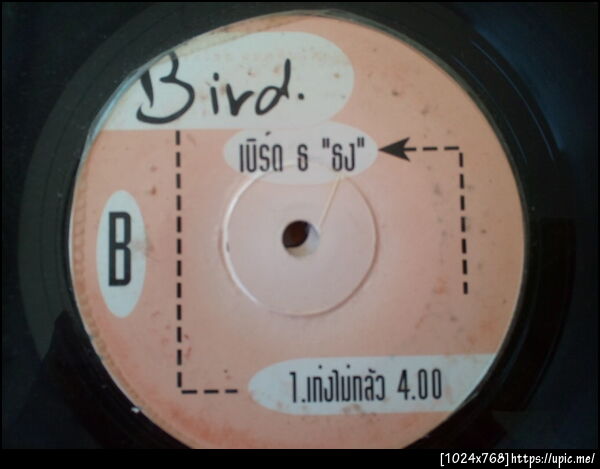 Bird.
เบิร์ด ธ "ธง"
B
1.เก่งไม่กลัว 4.00
[1024x768]https://upic.me/